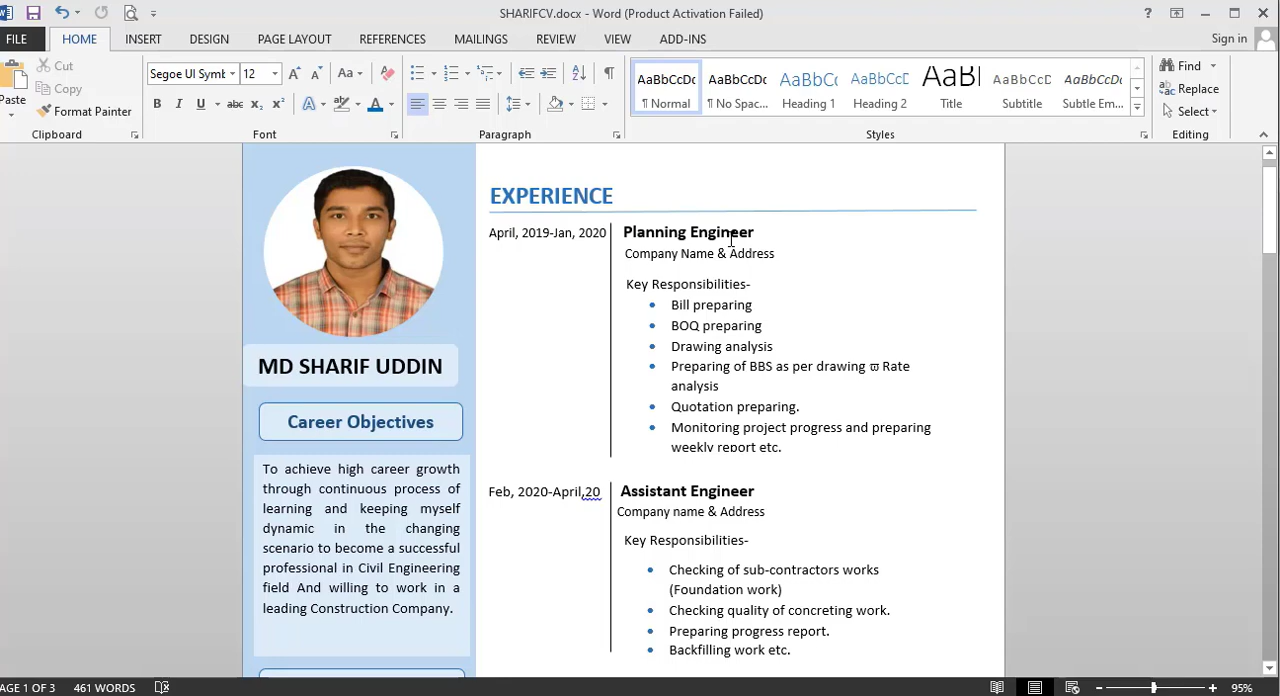 SHARIFCV.docx - Word (Product Activation Failed)
FILE HOME INSERT DESIGN PAGE LAYOUT REFERENCES MAILINGS REVIEW VIEW ADD-INS Sign in
Cut
Copy
Paste Format Painter
Clipboard
Segoe UI Symt 12
Font
Paragraph
AaBbCcDc AaBbCcDc AaBbCc AaBbCcD AaBl AaBbCcD AaBbCcDc
¶ Normal ¶ No Spac... Heading 1 Heading 2 Title Subtitle Subtle Em...
Styles
Find
Replace
Select
Editing
MD SHARIF UDDIN
Career Objectives
To achieve high career growth
through continuous process of
learning and keeping myself
dynamic in the changing
scenario to become a successful
professional in Civil Engineering
field And willing to work in a
leading Construction Company.
EXPERIENCE
April, 2019-Jan, 2020
Planning Engineer
Company Name & Address
Key Responsibilities-
• Bill preparing
• BOQ preparing
• Drawing analysis
• Preparing of BBS as per drawing ϖ Rate
analysis
• Quotation preparing.
• Monitoring project progress and preparing
weekly report etc.
Feb, 2020-April,20
Assistant Engineer
Company name & Address
Key Responsibilities-
• Checking of sub-contractors works
(Foundation work)
• Checking quality of concreting work.
• Preparing progress report.
• Backfilling work etc.
PAGE 1 OF 3 461 WORDS 95%